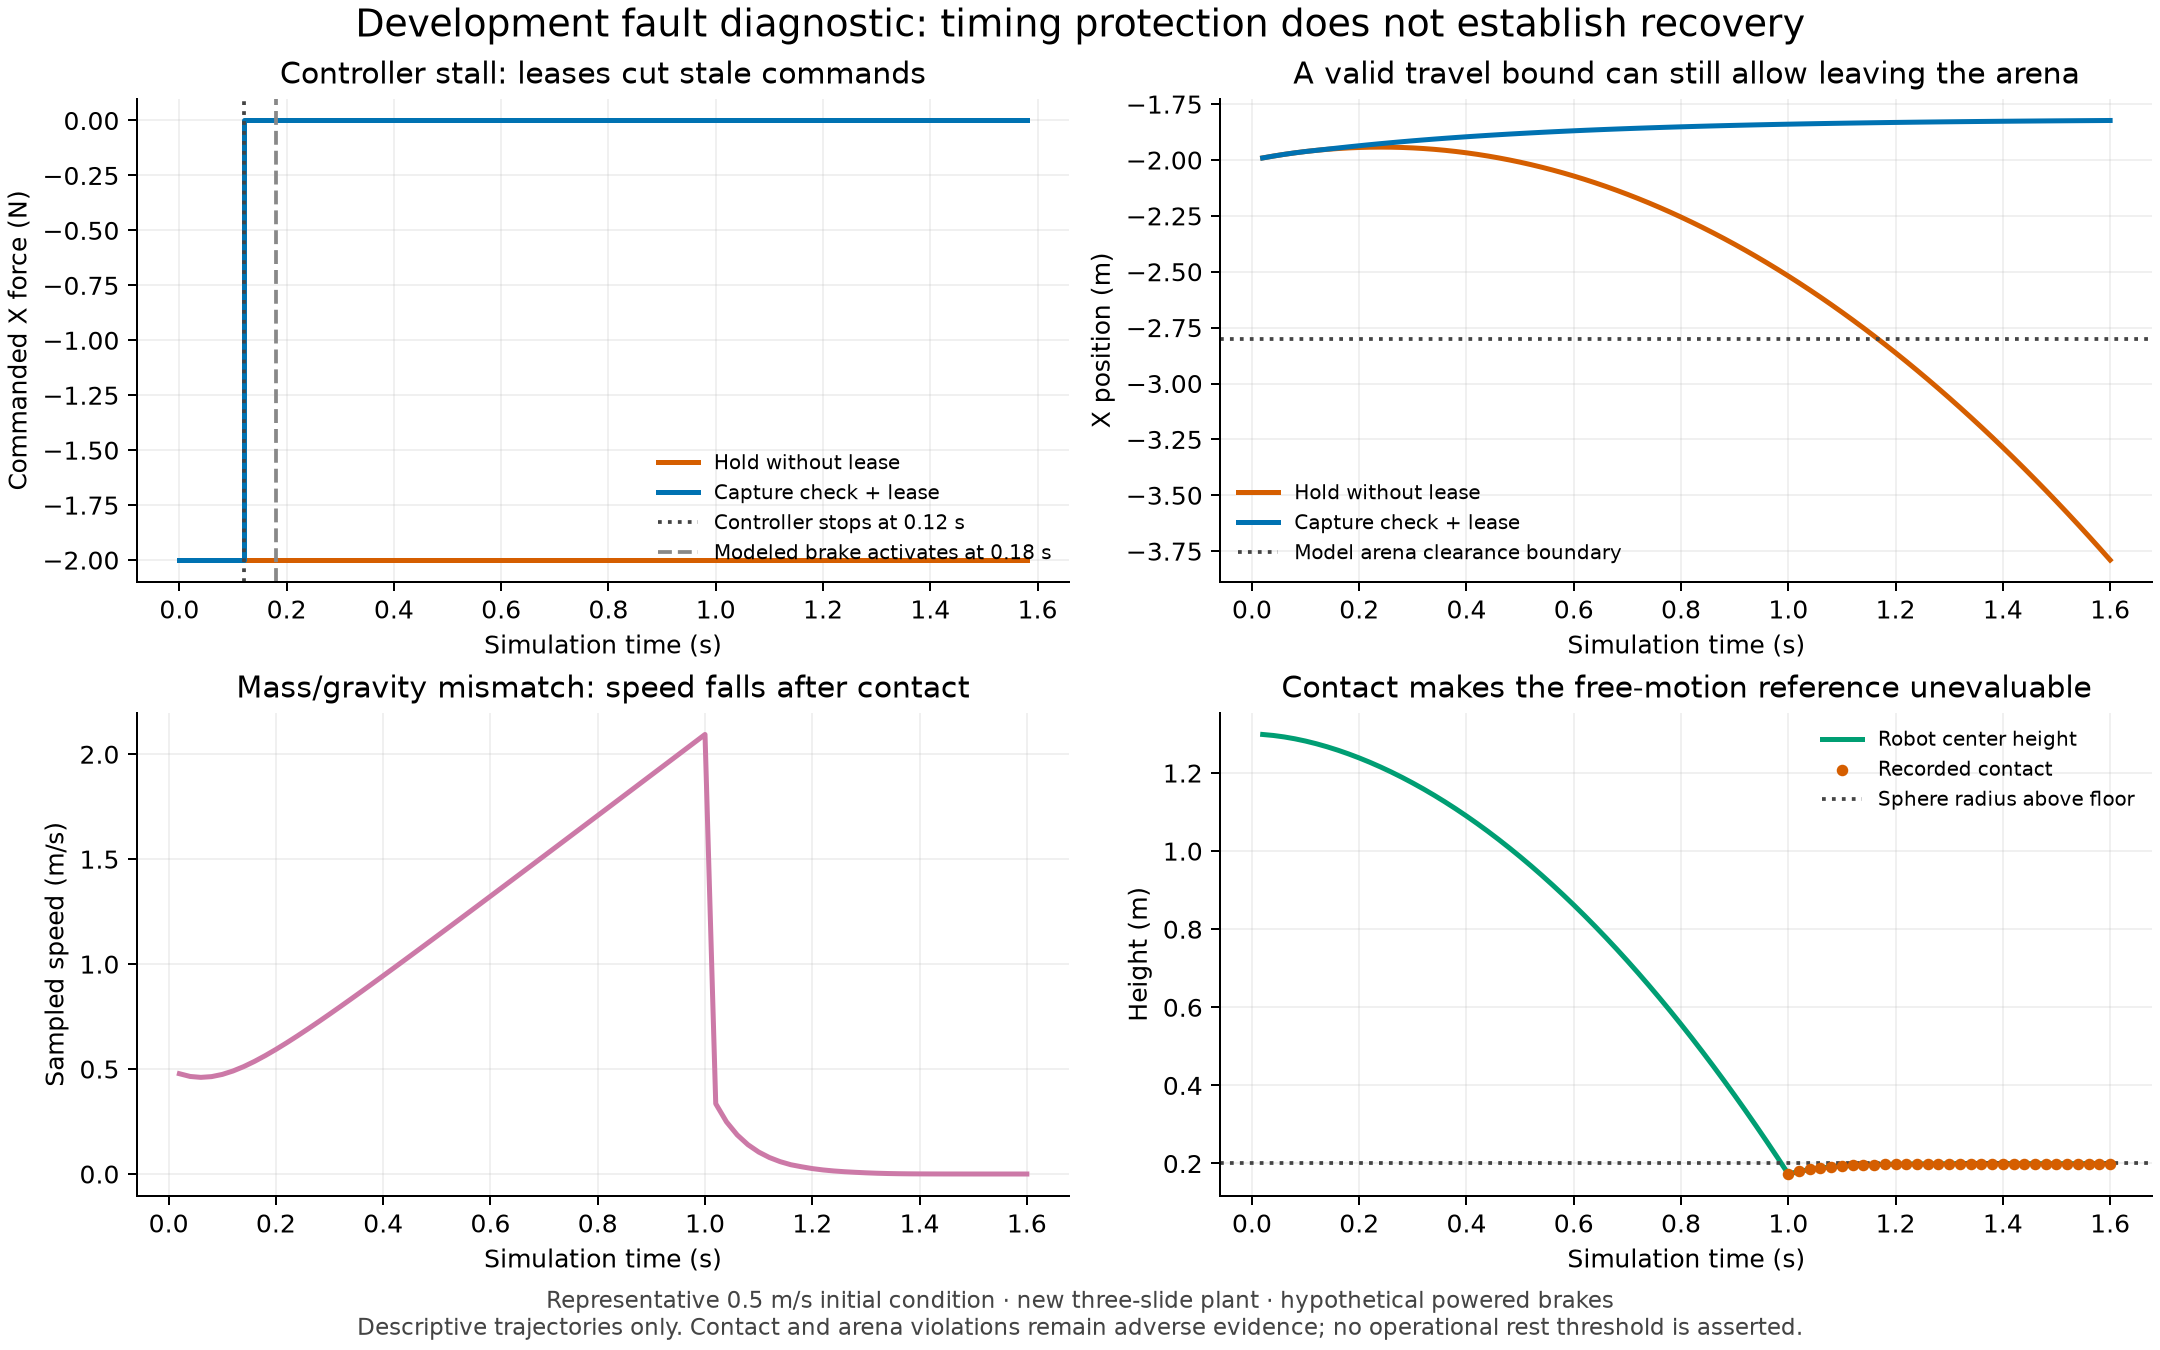 Development fault diagnostic: timing protection does not establish recovery
Controller stall: leases cut stale commands
Commanded X force (N)
0.00
−0.25
−0.50
−0.75
−1.00
−1.25
−1.50
−1.75
−2.00
Hold without lease
Capture check + lease
Controller stops at 0.12 s
Modeled brake activates at 0.18 s
0.0 0.2 0.4 0.6 0.8 1.0 1.2 1.4 1.6
Simulation time (s)
A valid travel bound can still allow leaving the arena
X position (m)
−1.75
−2.00
−2.25
−2.50
−2.75
−3.00
−3.25
−3.50
−3.75
Hold without lease
Capture check + lease
Model arena clearance boundary
0.0 0.2 0.4 0.6 0.8 1.0 1.2 1.4 1.6
Simulation time (s)
Mass/gravity mismatch: speed falls after contact
Sampled speed (m/s)
2.0
1.5
1.0
0.5
0.0
0.0 0.2 0.4 0.6 0.8 1.0 1.2 1.4 1.6
Simulation time (s)
Contact makes the free-motion reference unevaluable
Height (m)
Robot center height
Recorded contact
Sphere radius above floor
1.2
1.0
0.8
0.6
0.4
0.2
0.0 0.2 0.4 0.6 0.8 1.0 1.2 1.4 1.6
Simulation time (s)
Representative 0.5 m/s initial condition · new three-slide plant · hypothetical powered brakes
Descriptive trajectories only. Contact and arena violations remain adverse evidence; no operational rest threshold is asserted.